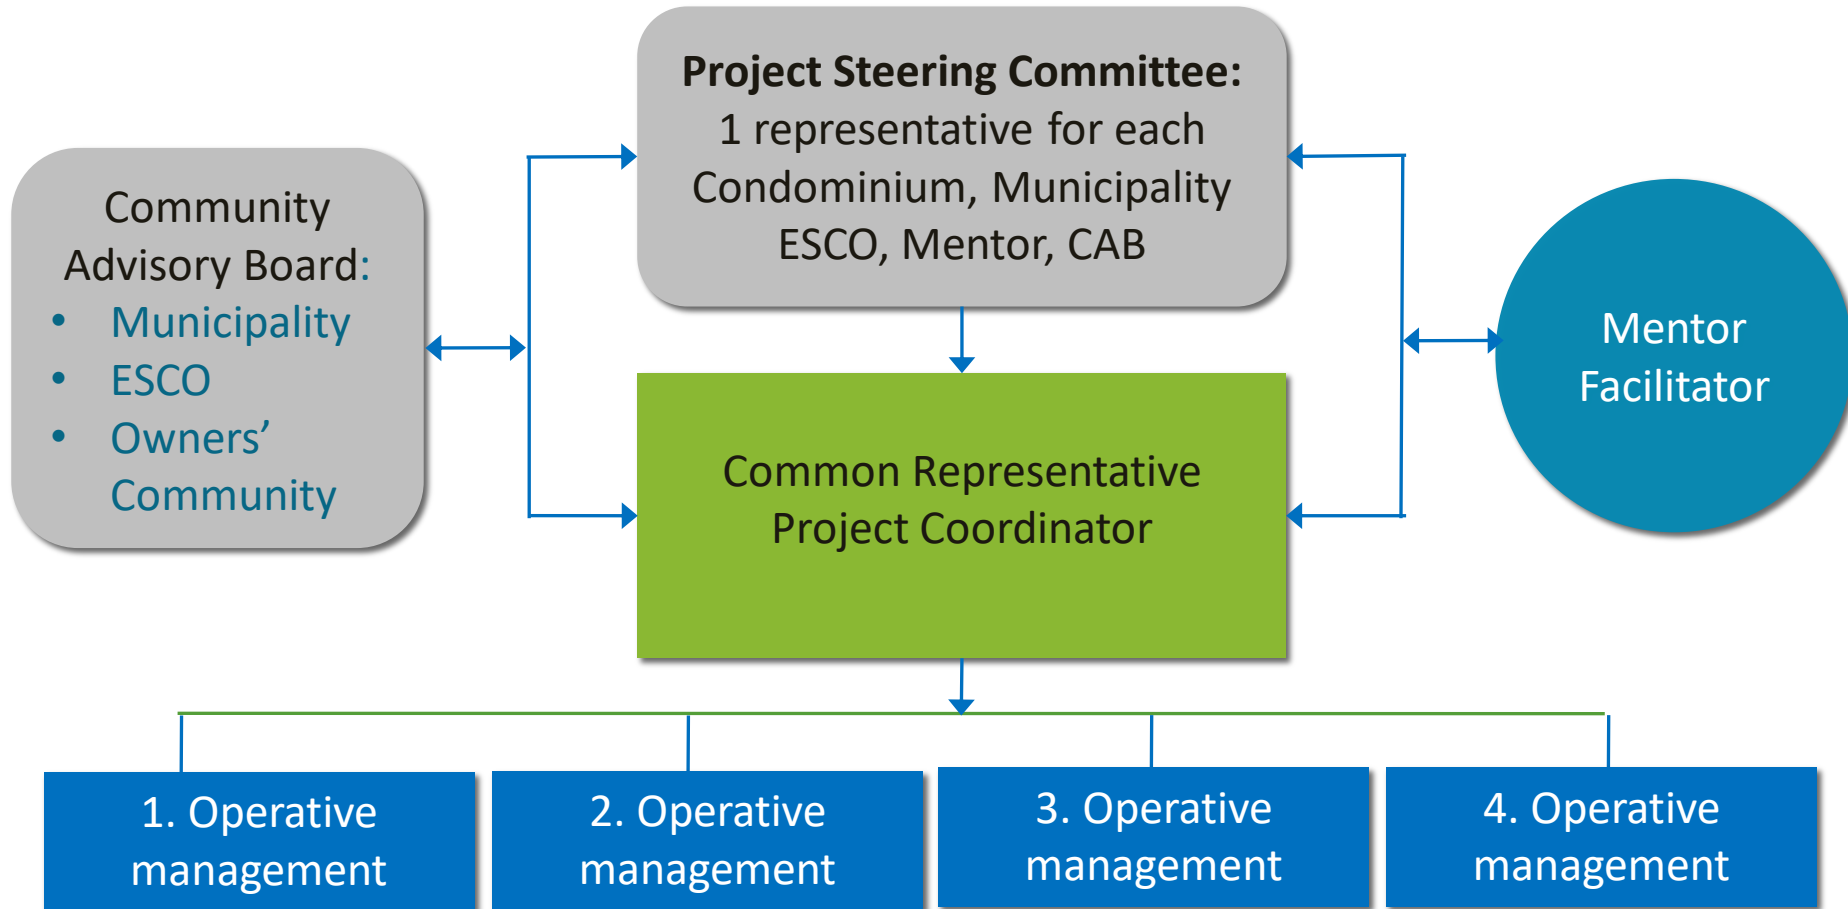 Project Steering Committee:
1 representative for each
Condominium, Municipality
ESCO, Mentor, CAB
Community
Advisory Board:
• Municipality
• ESCO
• Owners’
Community
Mentor
Facilitator
Common Representative
Project Coordinator
1. Operative
management
2. Operative
management
3. Operative
management
4. Operative
management